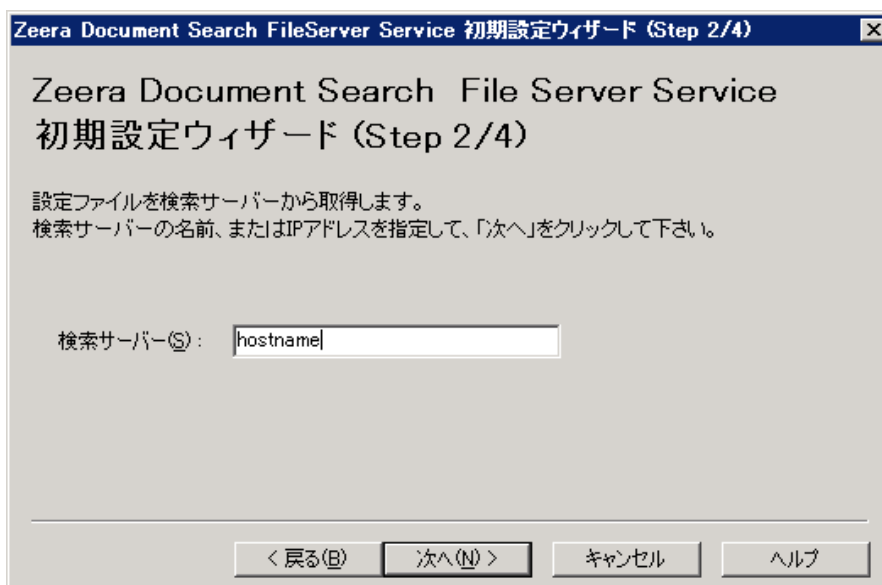 Zeera Document Search FileServer Service 初期設定ウィザード (Step 2/4)
Zeera Document Search File Server Service
初期設定ウィザード (Step 2/4)
設定ファイルを検索サーバーから取得します。
検索サーバーの名前、またはIPアドレスを指定して、「次へ」をクリックして下さい。
検索サーバー(S)： hostname
< 戻る(B) 次へ(N) > キャンセル ヘルプ